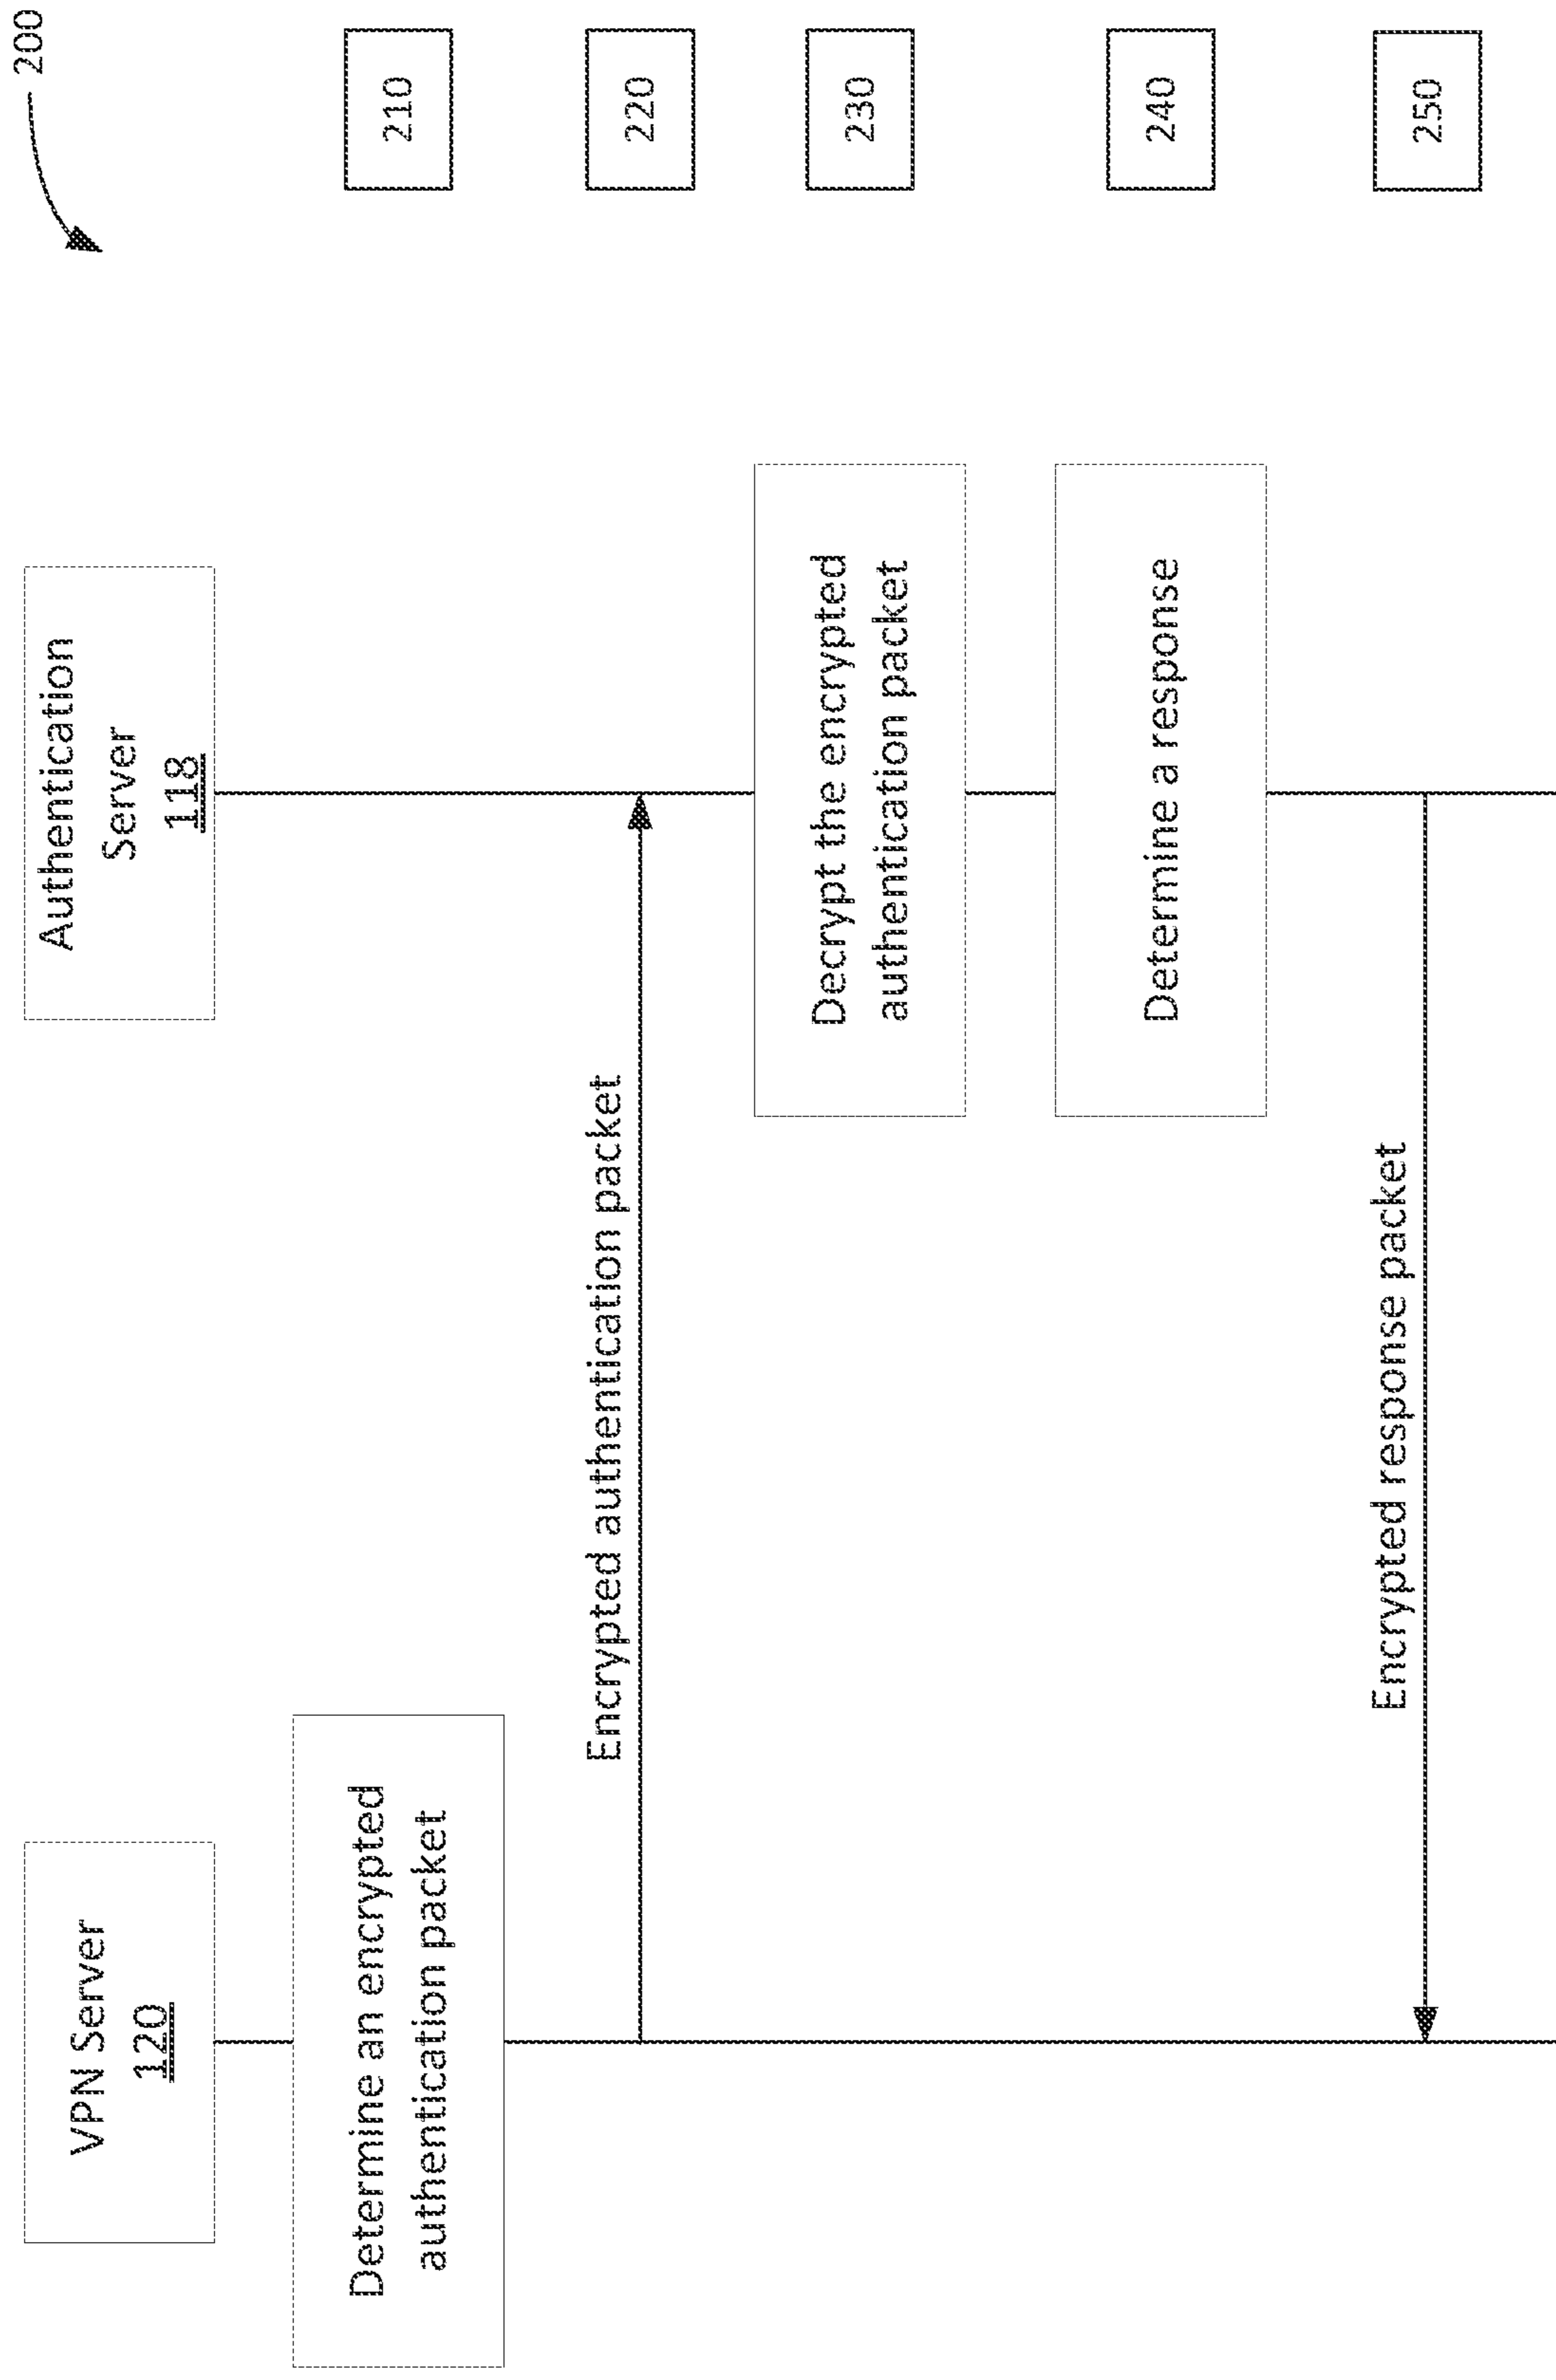 200
VPN Server
120
Authentication
Server
118
Determine an encrypted
authentication packet
210
Encrypted authentication packet
220
Decrypt the encrypted
authentication packet
230
Determine a response
240
Encrypted response packet
250